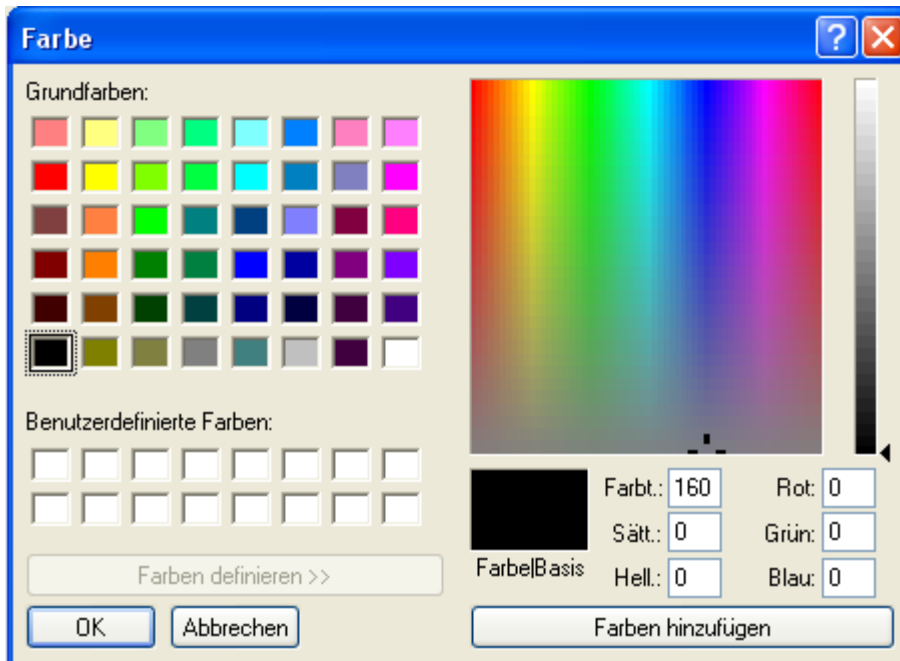 Farbe
Grundfarben:
Benutzerdefinierte Farben:
Farben definieren >>
OK
Abbrechen
Farbe|Basis
Farbt.: 160
Sätt.: 0
Hell.: 0
Rot: 0
Grün: 0
Blau: 0
Farben hinzufügen